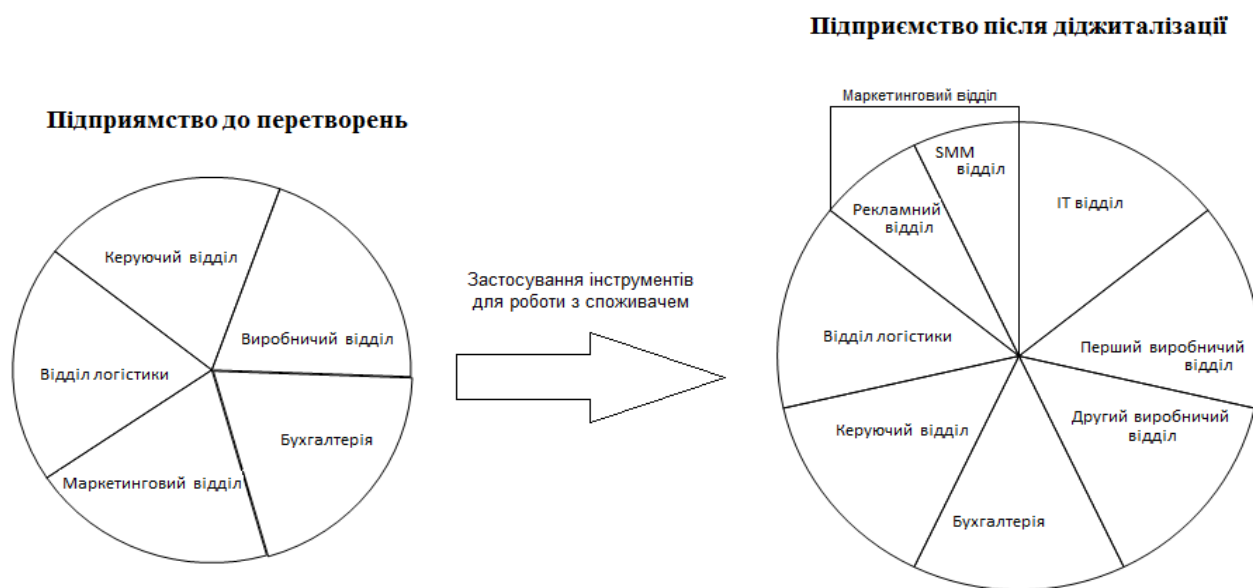 Підприямство до перетворень
Керуючий відділ
Виробничий відділ
Відділ логістики
Бухгалтерія
Маркетинговий відділ
Застосування інструментів
для роботи з споживачем
Підприємство після діджиталізації
Маркетинговий відділ
SMM
відділ
ІТ відділ
Рекламний
відділ
Відділ логістики
Перший виробничий
відділ
Керуючий відділ
Другий виробничий
відділ
Бухгалтерія